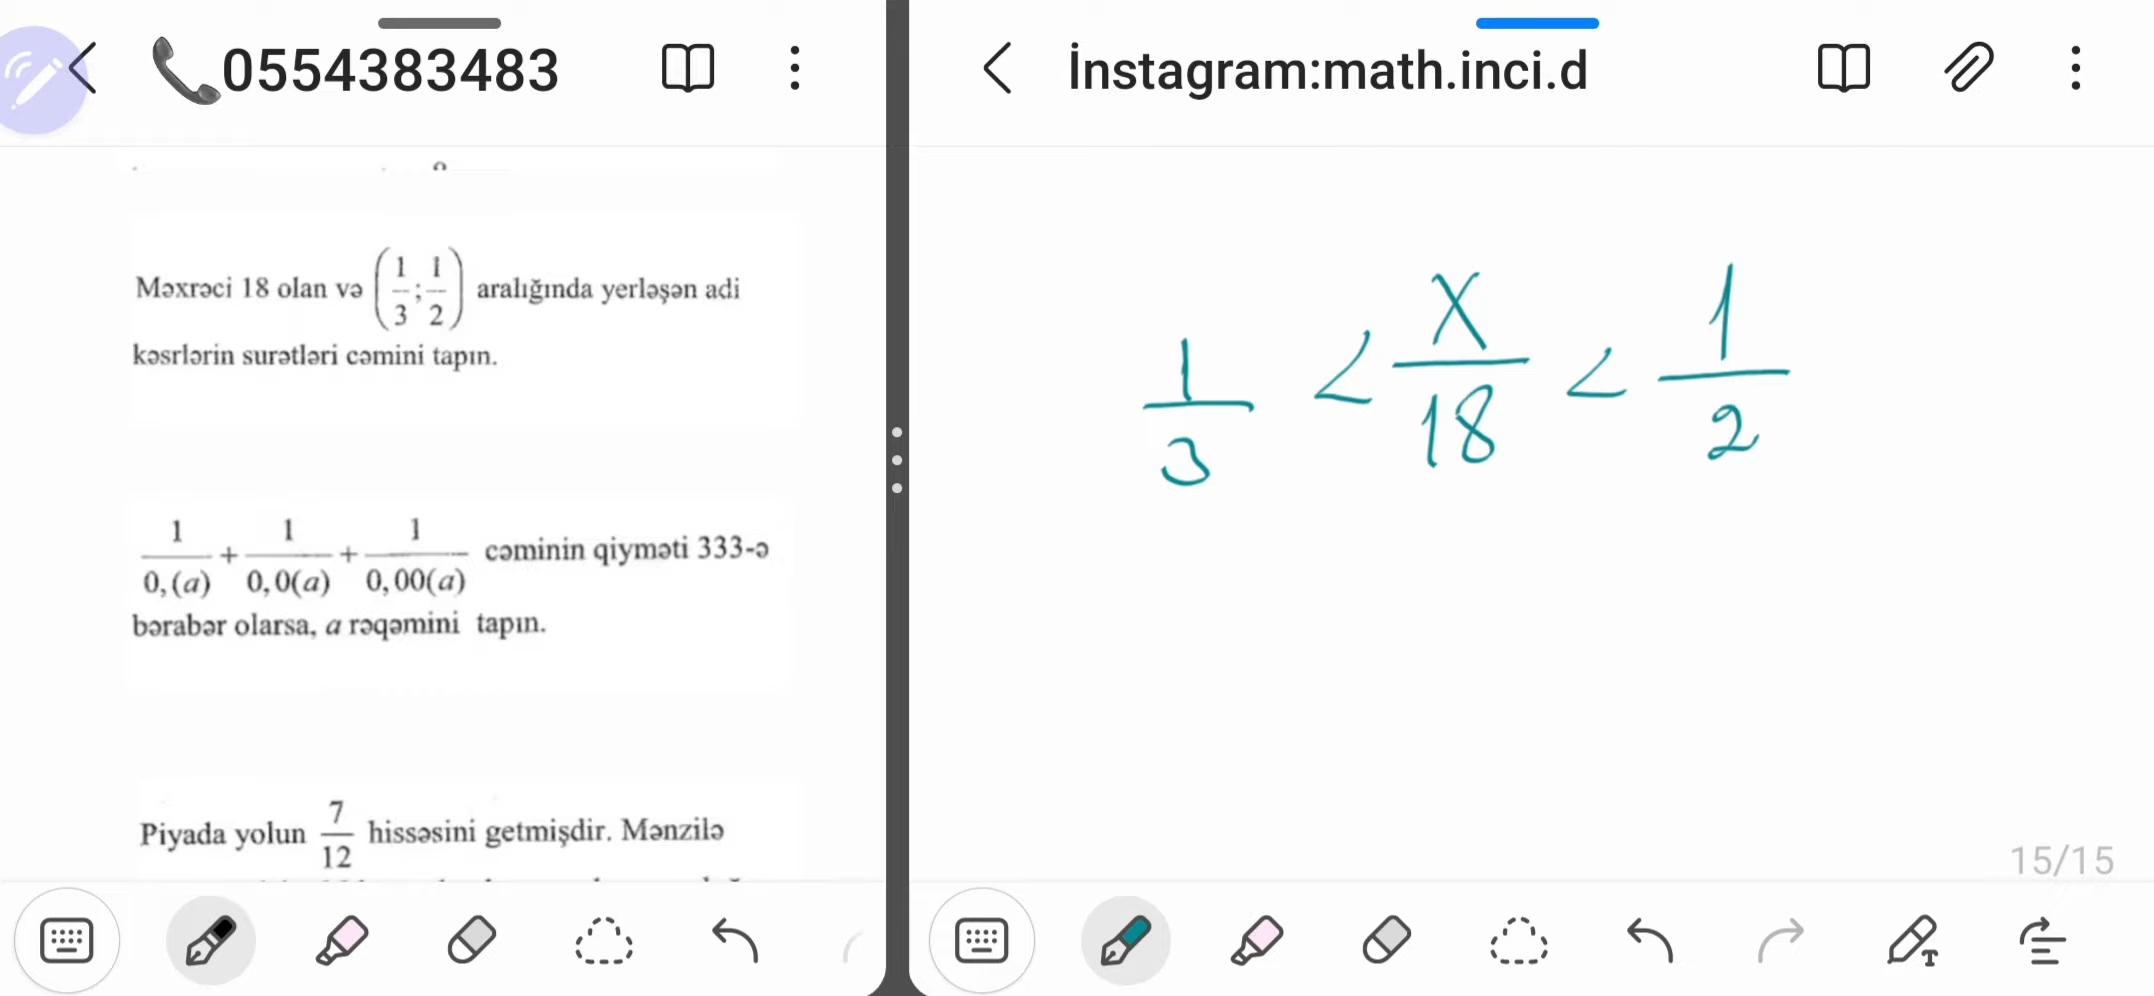 0554383483
Məxrəci 18 olan və (1/3; 1/2) aralığında yerləşən adi
kəsrlərin surətləri cəmini tapın.
1/0,(a) + 1/0,0(a) + 1/0,00(a) cəminin qiyməti 333-ə
bərabər olarsa, a rəqəmini tapın.
Piyada yolun 7/12 hissəsini getmişdir. Mənzilə
İnstagram:math.inci.d
1/3 < x/18 < 1/2
15/15